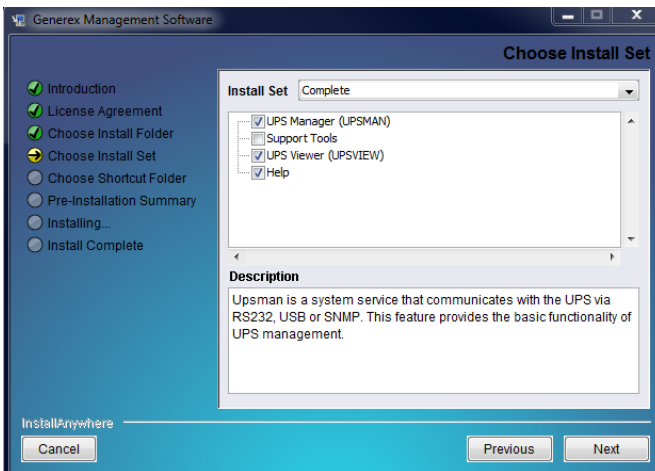 Generex Management Software
Choose Install Set
Introduction
License Agreement
Choose Install Folder
Choose Install Set
Choose Shortcut Folder
Pre-Installation Summary
Installing...
Install Complete
Install Set Complete
UPS Manager (UPSMAN)
Support Tools
UPS Viewer (UPSVIEW)
Help
Description
Upsman is a system service that communicates with the UPS via
RS232, USB or SNMP. This feature provides the basic functionality of
UPS management.
InstallAnywhere
Cancel Previous Next